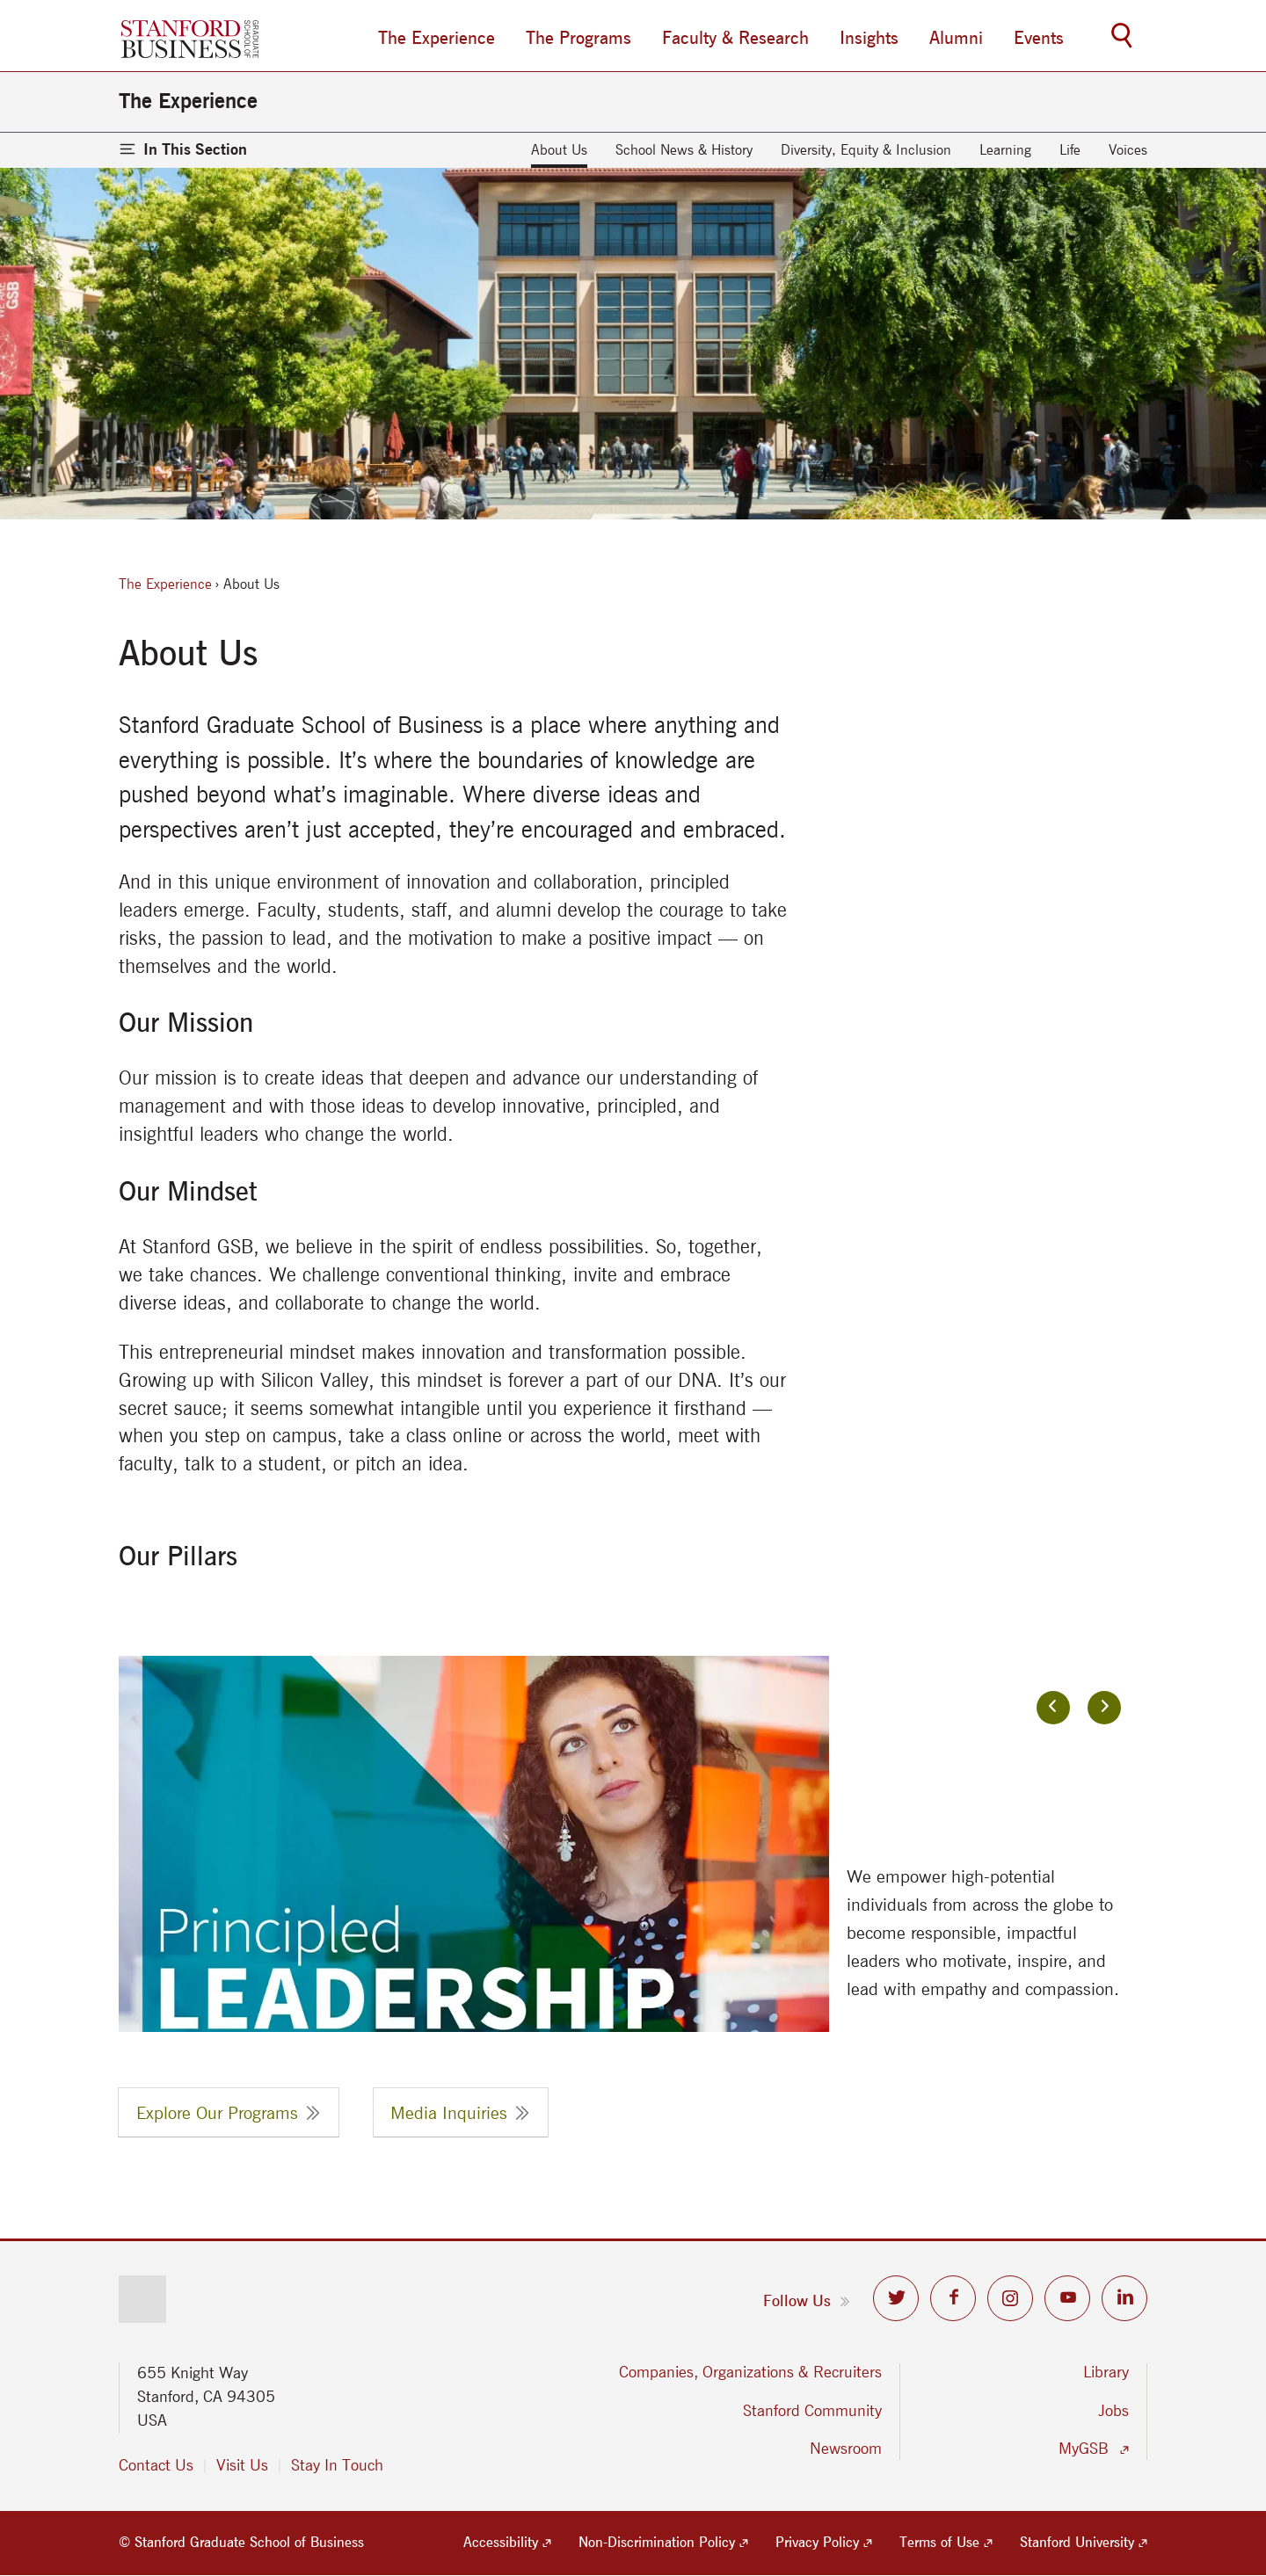 STANFORD
BUSINESS
GRADUATE
SCHOOL OF
The Experience
The Programs
Faculty & Research
Insights
Alumni
Events
The Experience
In This Section
About Us
School News & History
Diversity, Equity & Inclusion
Learning
Life
Voices
GSB
The Experience › About Us
About Us
Stanford Graduate School of Business is a place where anything and
everything is possible. It’s where the boundaries of knowledge are
pushed beyond what’s imaginable. Where diverse ideas and
perspectives aren’t just accepted, they’re encouraged and embraced.
And in this unique environment of innovation and collaboration, principled
leaders emerge. Faculty, students, staff, and alumni develop the courage to take
risks, the passion to lead, and the motivation to make a positive impact — on
themselves and the world.
Our Mission
Our mission is to create ideas that deepen and advance our understanding of
management and with those ideas to develop innovative, principled, and
insightful leaders who change the world.
Our Mindset
At Stanford GSB, we believe in the spirit of endless possibilities. So, together,
we take chances. We challenge conventional thinking, invite and embrace
diverse ideas, and collaborate to change the world.
This entrepreneurial mindset makes innovation and transformation possible.
Growing up with Silicon Valley, this mindset is forever a part of our DNA. It’s our
secret sauce; it seems somewhat intangible until you experience it firsthand —
when you step on campus, take a class online or across the world, meet with
faculty, talk to a student, or pitch an idea.
Our Pillars
Principled
LEADERSHIP
We empower high-potential
individuals from across the globe to
become responsible, impactful
leaders who motivate, inspire, and
lead with empathy and compassion.
Explore Our Programs
Media Inquiries
Follow Us
655 Knight Way
Stanford, CA 94305
USA
Contact Us
Visit Us
Stay In Touch
Companies, Organizations & Recruiters
Stanford Community
Newsroom
Library
Jobs
MyGSB
© Stanford Graduate School of Business
Accessibility
Non-Discrimination Policy
Privacy Policy
Terms of Use
Stanford University